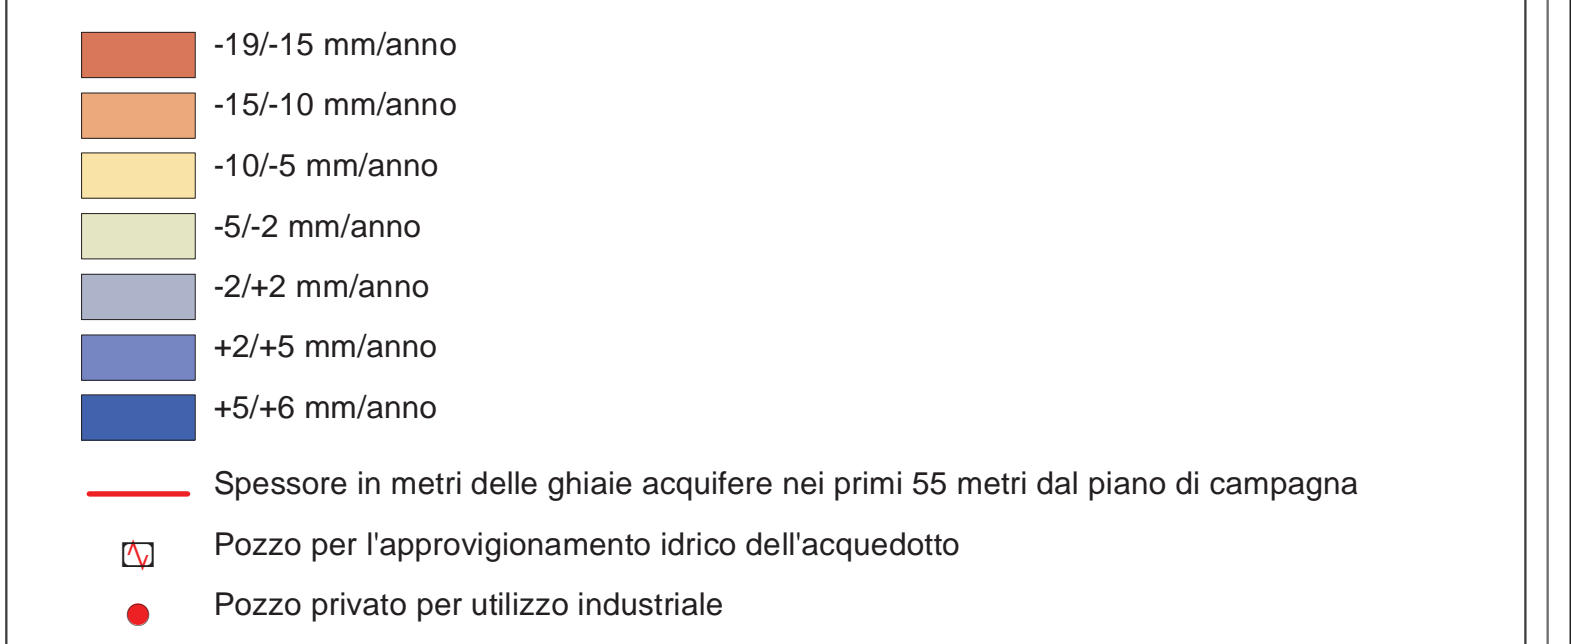 -19/-15 mm/anno
-15/-10 mm/anno
-10/-5 mm/anno
-5/-2 mm/anno
-2/+2 mm/anno
+2/+5 mm/anno
+5/+6 mm/anno
Spessore in metri delle ghiaie acquifere nei primi 55 metri dal piano di campagna
Pozzo per l'approvigionamento idrico dell'acquedotto
Pozzo privato per utilizzo industriale